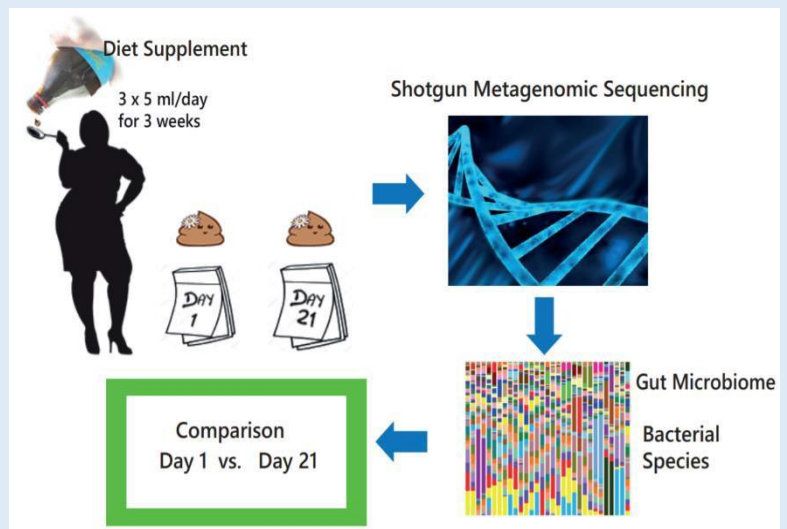 Diet Supplement
3 x 5 ml/day
for 3 weeks
Shotgun Metagenomic Sequencing
DAY
1
DAY
21
Gut Microbiome
Bacterial
Species
Comparison
Day 1 vs. Day 21